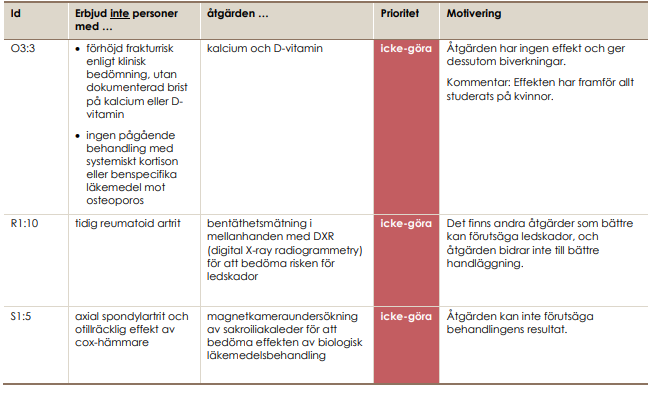 Id
Erbjud inte personer
med …
åtgärden …
Prioritet
Motivering
O3:3
• förhöjd frakturrisk
enligt klinisk
bedömning, utan
dokumenterad brist
på kalcium eller D-
vitamin
• ingen pågående
behandling med
systemiskt kortison
eller benspecifika
läkemedel mot
osteoporos
kalcium och D-vitamin
icke-göra
Åtgärden har ingen effekt och ger
dessutom biverkningar.
Kommentar: Effekten har framför allt
studerats på kvinnor.
R1:10
tidig reumatoid artrit
bentäthetsmätning i
mellanhanden med DXR
(digital X-ray radiogrammetry)
för att bedöma risken för
ledskador
icke-göra
Det finns andra åtgärder som bättre
kan förutsäga ledskador, och
åtgärden bidrar inte till bättre
handläggning.
S1:5
axial spondylartrit och
otillräcklig effekt av
cox-hämmare
magnetkameraundersökning
av sakroiliakaleder för att
bedöma effekten av biologisk
läkemedelsbehandling
icke-göra
Åtgärden kan inte förutsäga
behandlingens resultat.